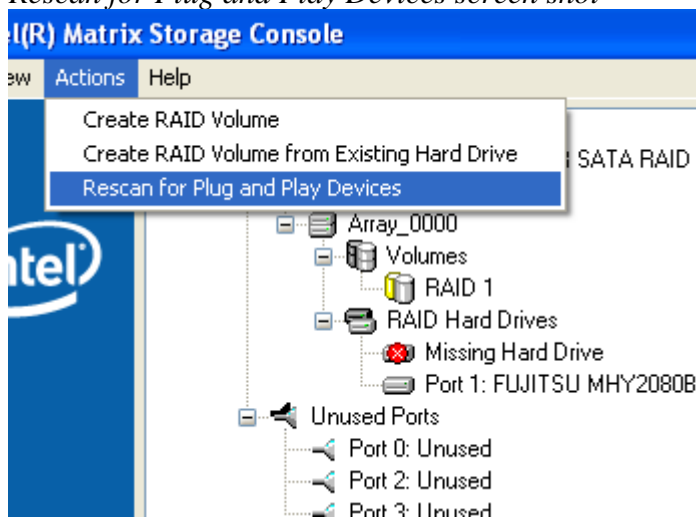 Rescan for Plug and Play Devices screen shot
el(R) Matrix Storage Console
ew Actions Help
Create RAID Volume
Create RAID Volume from Existing Hard Drive
SATA RAID
Rescan for Plug and Play Devices
Array_0000
Volumes
RAID 1
RAID Hard Drives
Missing Hard Drive
Port 1: FUJITSU MHY2080B
Unused Ports
Port 0: Unused
Port 2: Unused
Port 3: Unused
ntel